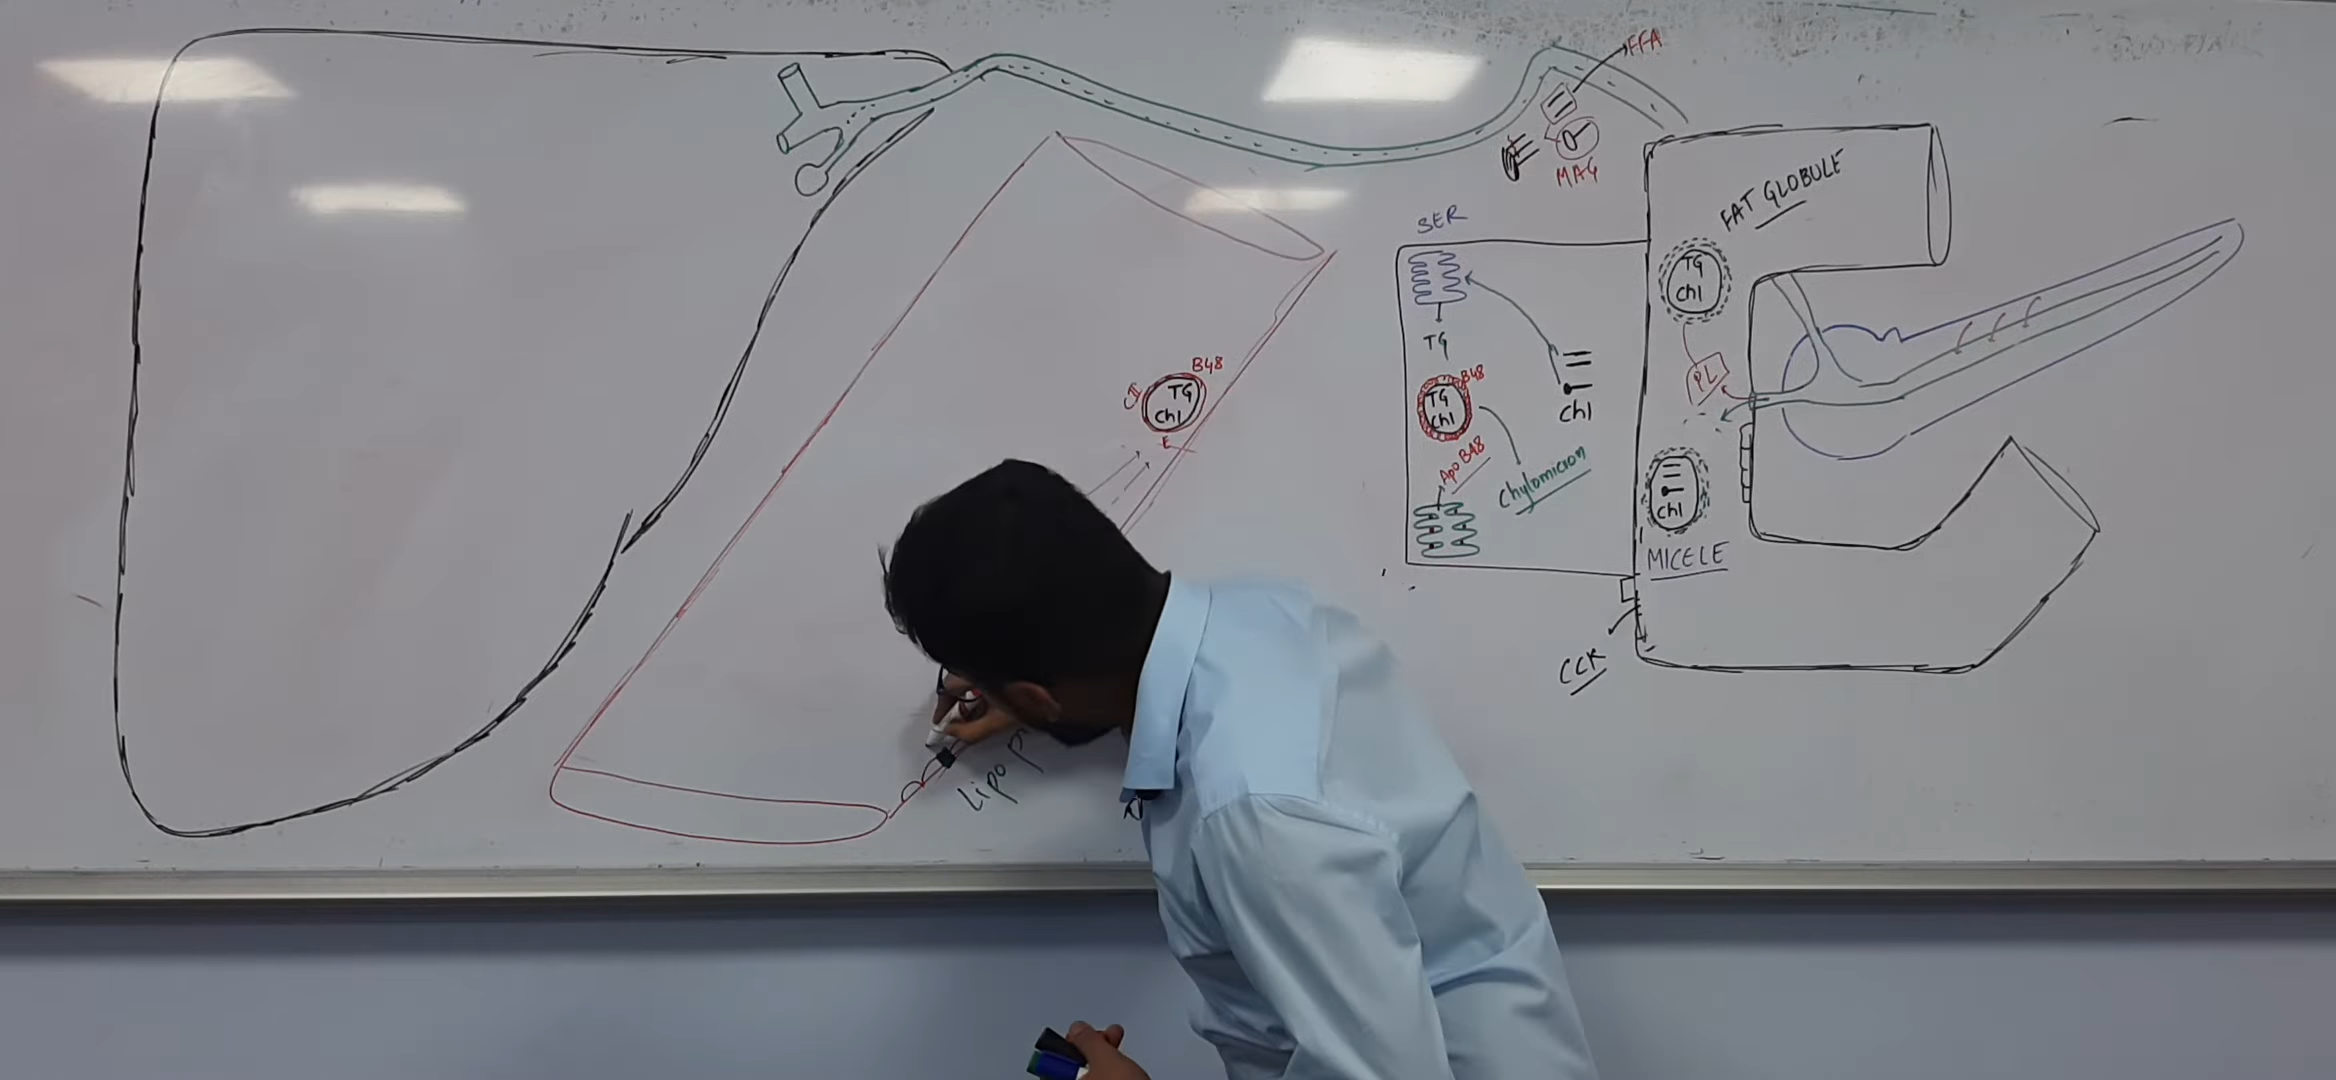 FFA
MAG
FAT GLOBULE
SER
TG
Chl
TG
B48
TG
Chl
CII
E
B48
TG
Chl
PL
Chl
Apo B48
Chylomicron
Chl
MICELE
CCK
Lipo p